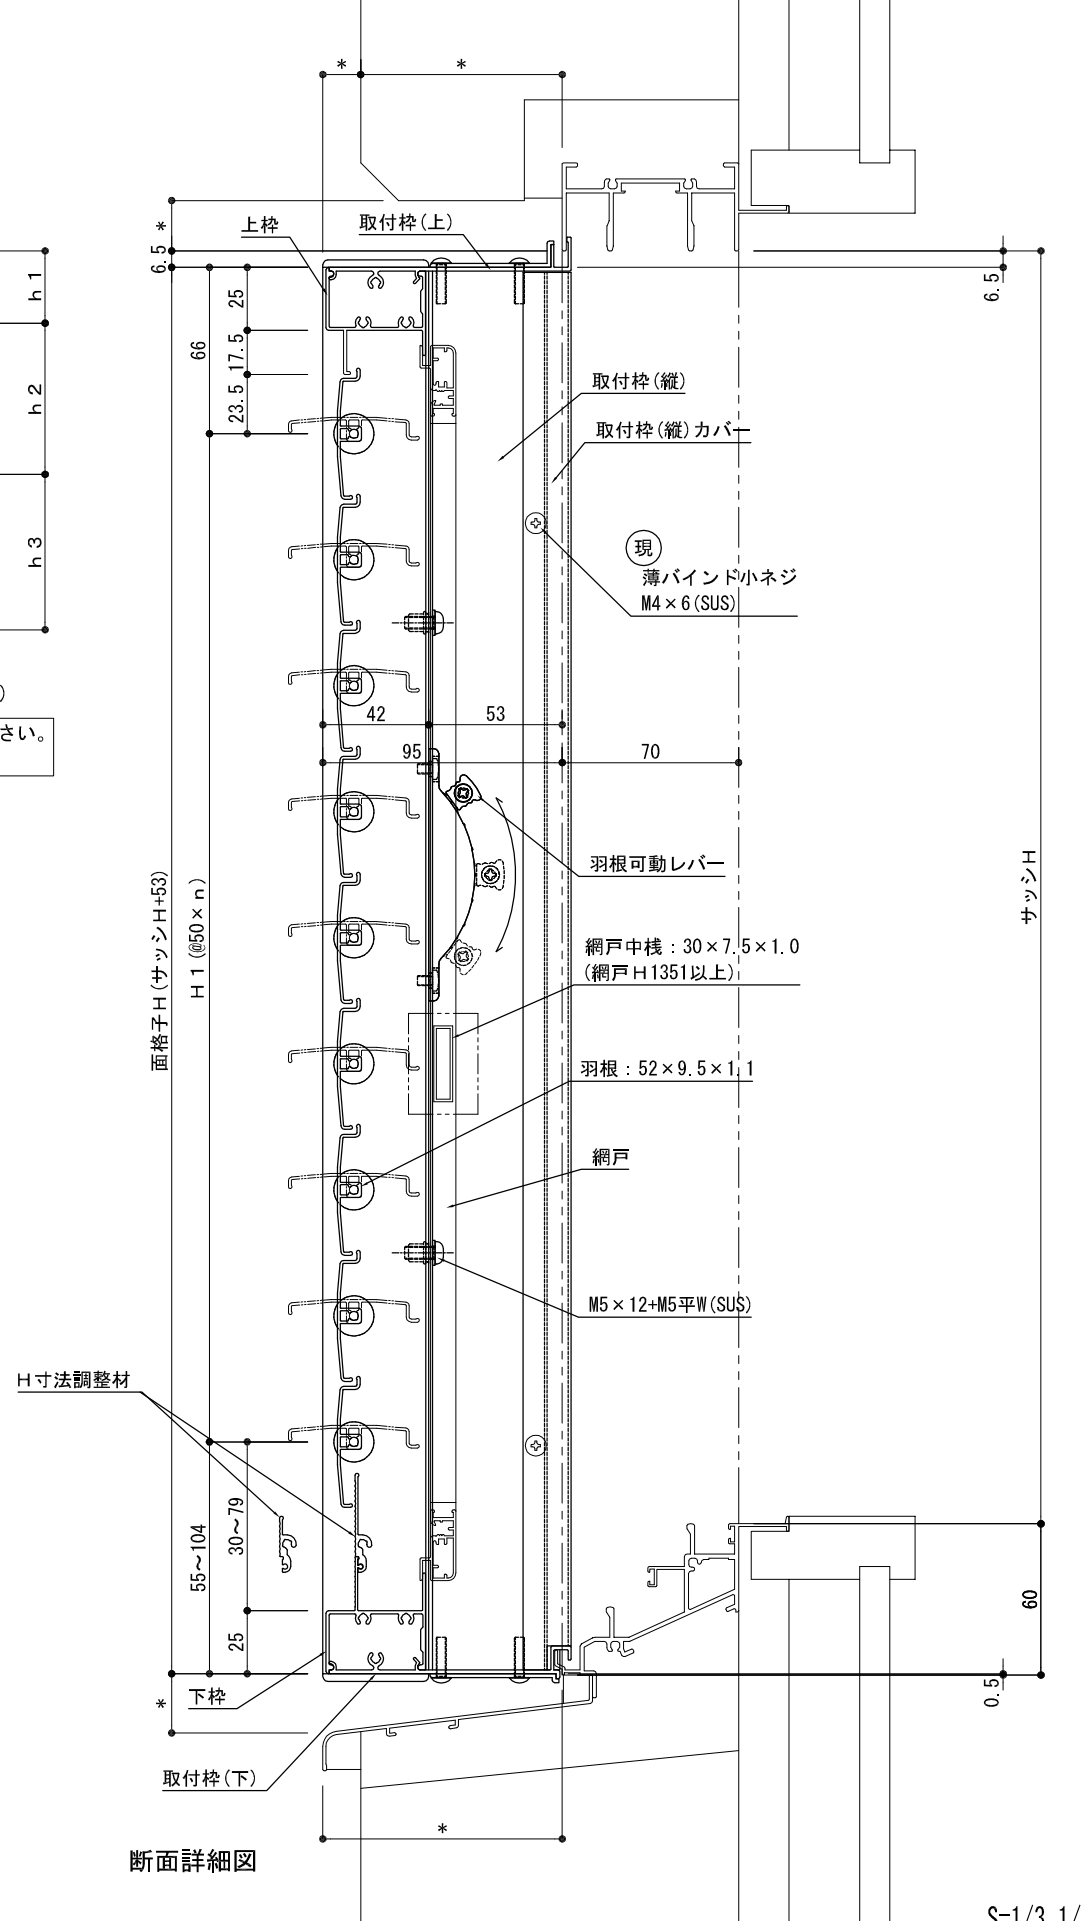 *
*
上枠
取付枠(上)
*
6.5
6.5
h1
h2
h3
25
17.5
23.5
66
取付枠(縦)
取付枠(縦)カバー
現
薄バインド小ネジ
M4×6(SUS)
)
さい。
42
53
95
70
羽根可動レバー
サッシH
面格子H(サッシH+53)
H1(@50×n)
網戸中桟：30×7.5×1.0
(網戸H1351以上)
羽根：52×9.5×1.1
網戸
M5×12+M5平W(SUS)
H寸法調整材
30～79
55～104
25
60
0.5
*
下枠
取付枠(下)
*
断面詳細図
S-1/3 1/